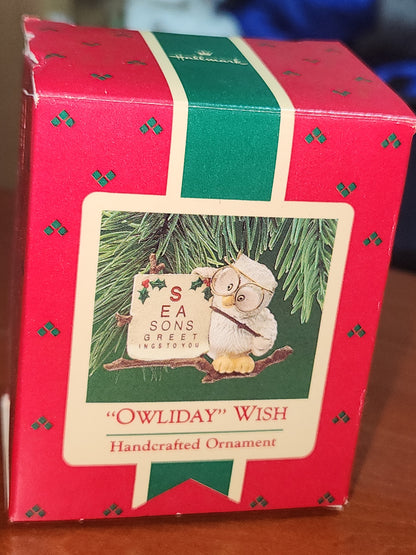 Hallmark
S
EA
SONS
GREET
INGS TO YOU
"OWLIDAY" WISH
Handcrafted Ornament